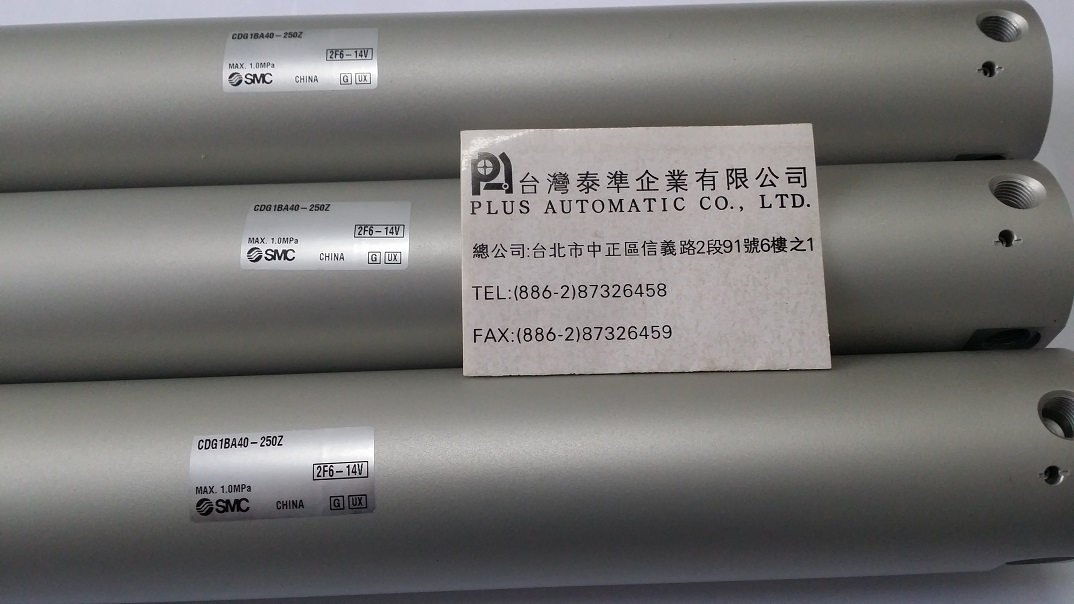 CDG1BA40-250Z
2F6-14V
MAX. 1.0MPa
SMC CHINA G UX
CDG1BA40-250Z
2F6-14V
MAX. 1.0MPa
SMC CHINA G UX
台灣泰準企業有限公司
PLUS AUTOMATIC CO., LTD.
總公司:台北市中正區信義路2段91號6樓之1
TEL:(886-2)87326458
FAX:(886-2)87326459
CDG1BA40-250Z
2F6-14V
MAX. 1.0MPa
SMC CHINA G UX